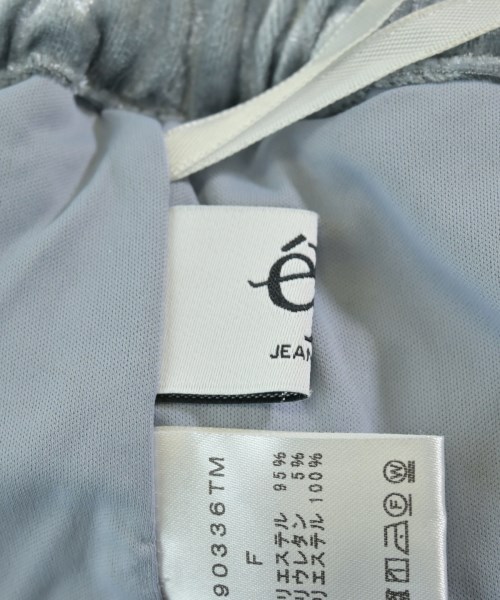 é
JEAN
90336TM
F
リエステル 95%
リウレタン 5%
リエステル 100%
W
F